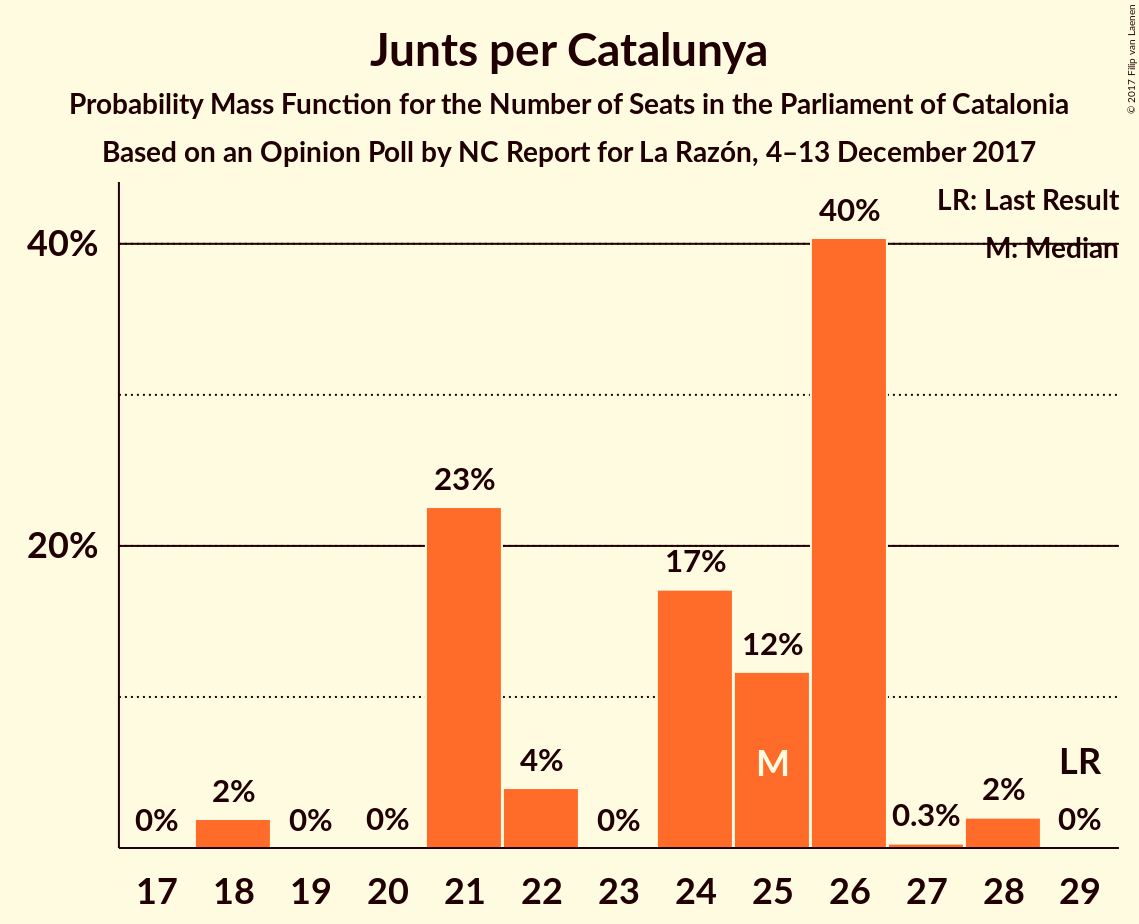 Junts per Catalunya
Probability Mass Function for the Number of Seats in the Parliament of Catalonia
Based on an Opinion Poll by NC Report for La Razón, 4–13 December 2017
© 2017 Filip van Laenen
LR: Last Result
M: Median
40%
20%
0%
2%
0%
0%
23%
4%
0%
17%
12%
M
40%
0.3%
2%
LR
0%
17 18 19 20 21 22 23 24 25 26 27 28 29